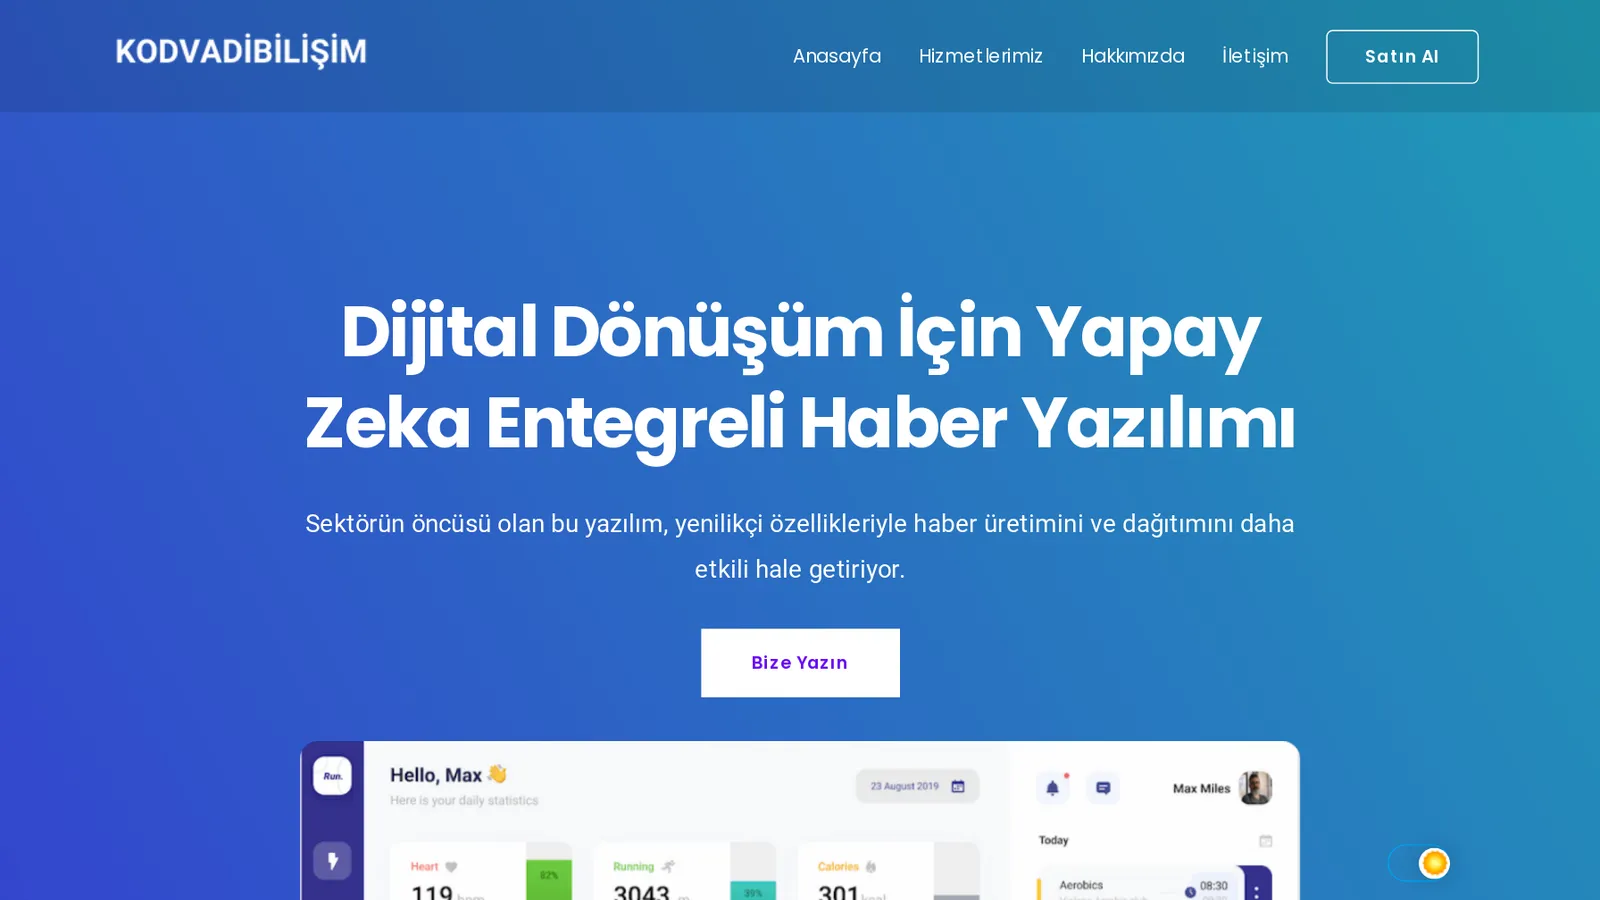 KODVADİBİLİŞİM
Anasayfa
Hizmetlerimiz
Hakkımızda
İletişim
Satın Al
Dijital Dönüşüm İçin Yapay
Zeka Entegreli Haber Yazılımı
Sektörün öncüsü olan bu yazılım, yenilikçi özellikleriyle haber üretimini ve dağıtımını daha
etkili hale getiriyor.
Bize Yazın
Run.
Hello, Max 👋
Here is your daily statistics
23 August 2019
Max Miles
Today
Heart
82%
119 bpm
Running
39%
3043 m
Calories
301 kcal
Aerobics
08:30